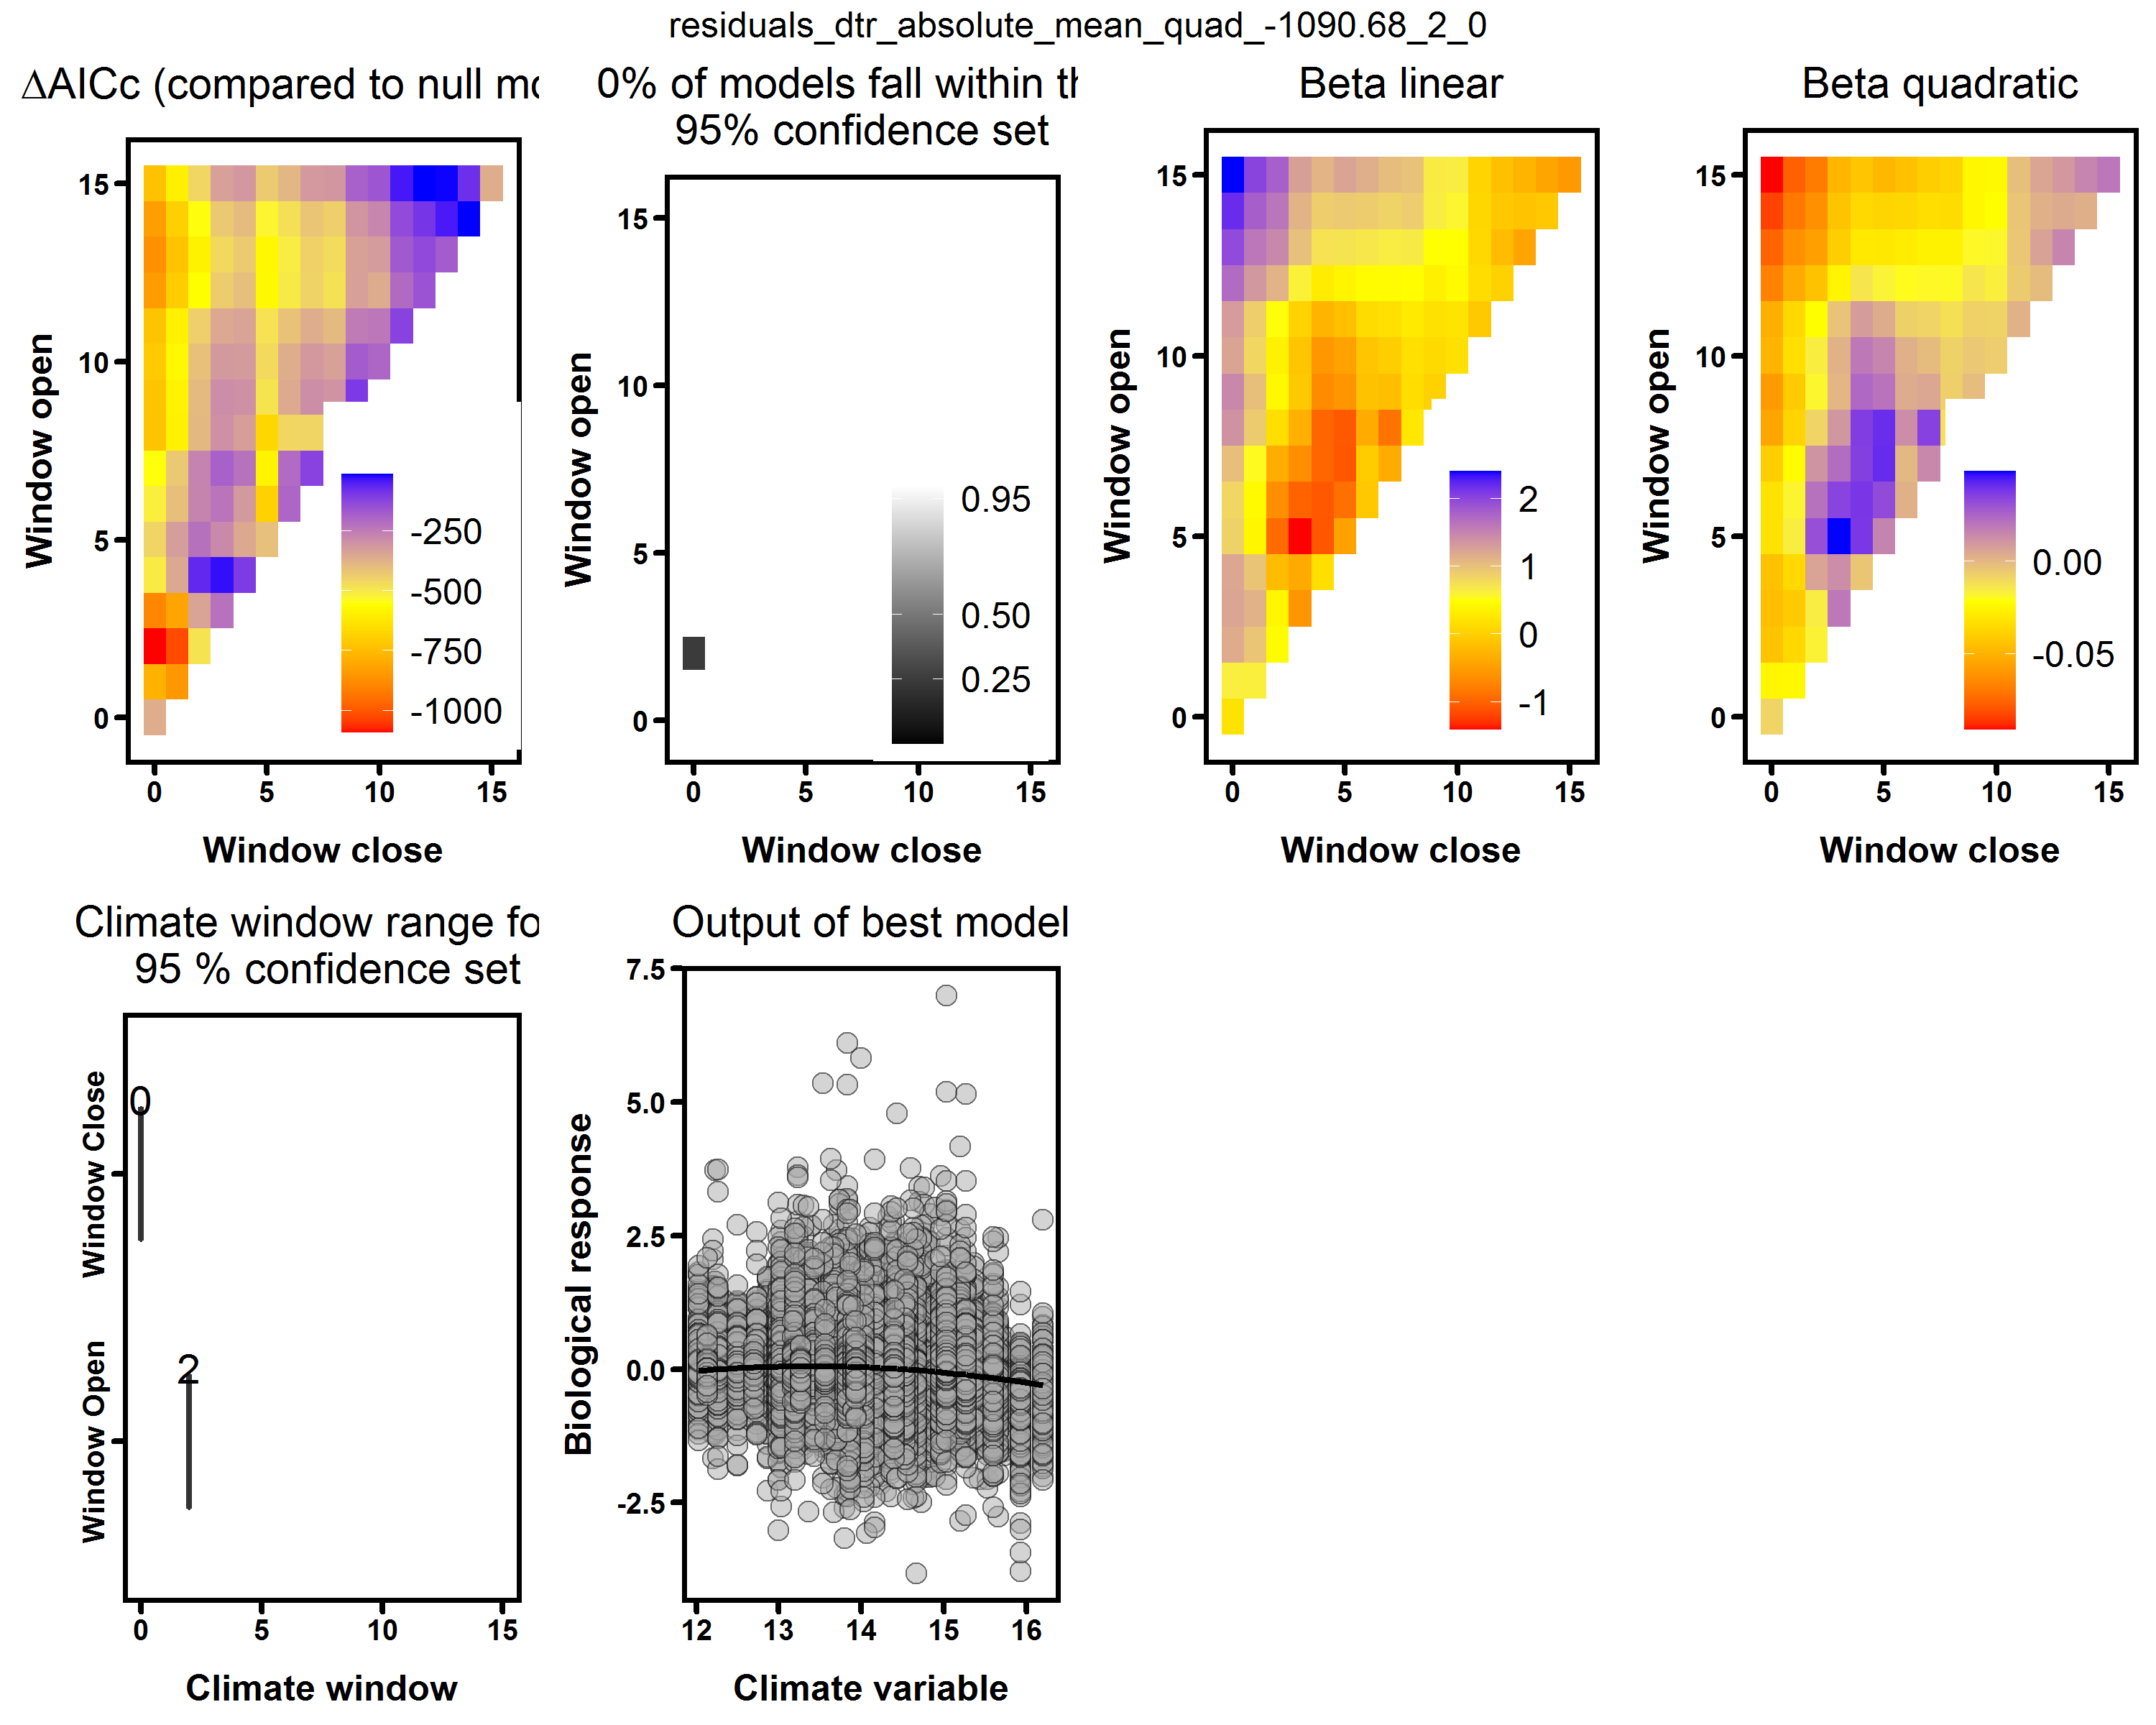 residuals_dtr_absolute_mean_quad_-1090.68_2_0
ΔAICc (compared to null mo
Window open
15
10
5
0
-250
-500
-750
-1000
0 5 10 15
Window close
0% of models fall within th
95% confidence set
Window open
15
10
5
0
0.95
0.50
0.25
0 5 10 15
Window close
Beta linear
Window open
15
10
5
0
2
1
0
-1
0 5 10 15
Window close
Beta quadratic
Window open
15
10
5
0
0.00
-0.05
0 5 10 15
Window close
Climate window range fo
95 % confidence set
Window Close
Window Open
0
2
0 5 10 15
Climate window
Output of best model
Biological response
7.5
5.0
2.5
0.0
-2.5
12 13 14 15 16
Climate variable